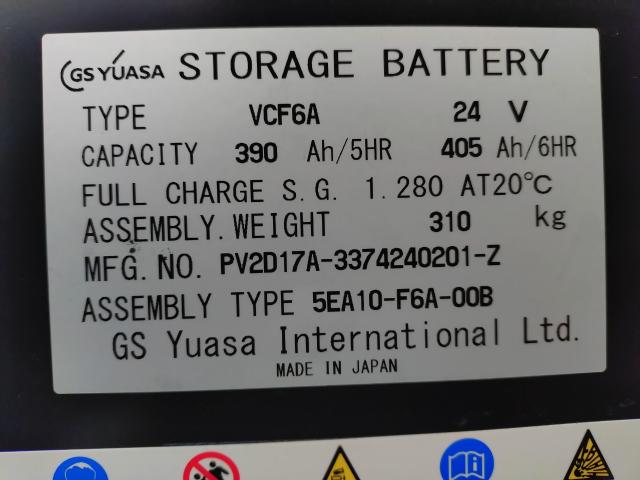 GS YUASA STORAGE BATTERY
TYPE VCF6A 24 V
CAPACITY 390 Ah/5HR 405 Ah/6HR
FULL CHARGE S.G. 1.280 AT20℃
ASSEMBLY.WEIGHT 310 kg
MFG.NO. PV2D17A-3374240201-Z
ASSEMBLY TYPE 5EA10-F6A-00B
GS Yuasa International Ltd.
MADE IN JAPAN